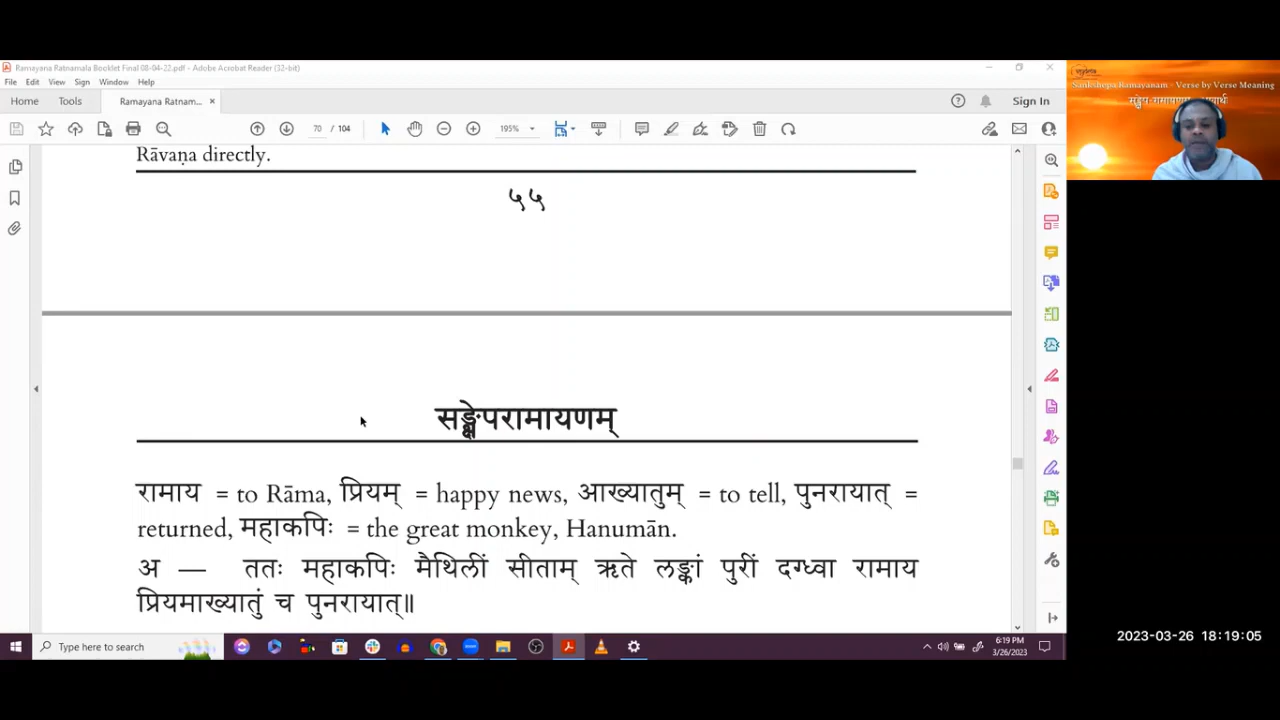 Ramayana Ratnamala Booklet Final 08-04-22.pdf - Adobe Acrobat Reader (32-bit)
File Edit View Sign Window Help
Home Tools Ramayana Ratnam... × Sign In
70 / 104 195%
Rāvaṇa directly.
५५
सङ्क्षेपरामायणम्
रामाय = to Rāma, प्रियम् = happy news, आख्यातुम् = to tell, पुनरायात् =
returned, महाकपिः = the great monkey, Hanumān.
अ — ततः महाकपिः मैथिलीं सीताम् ऋते लङ्कां पुरीं दग्ध्वा रामाय
प्रियमाख्यातुं च पुनरायात्॥
Type here to search
6:19 PM
3/26/2023
Sankshepa Ramayanam - Verse by Verse Meaning
2023-03-26 18:19:05